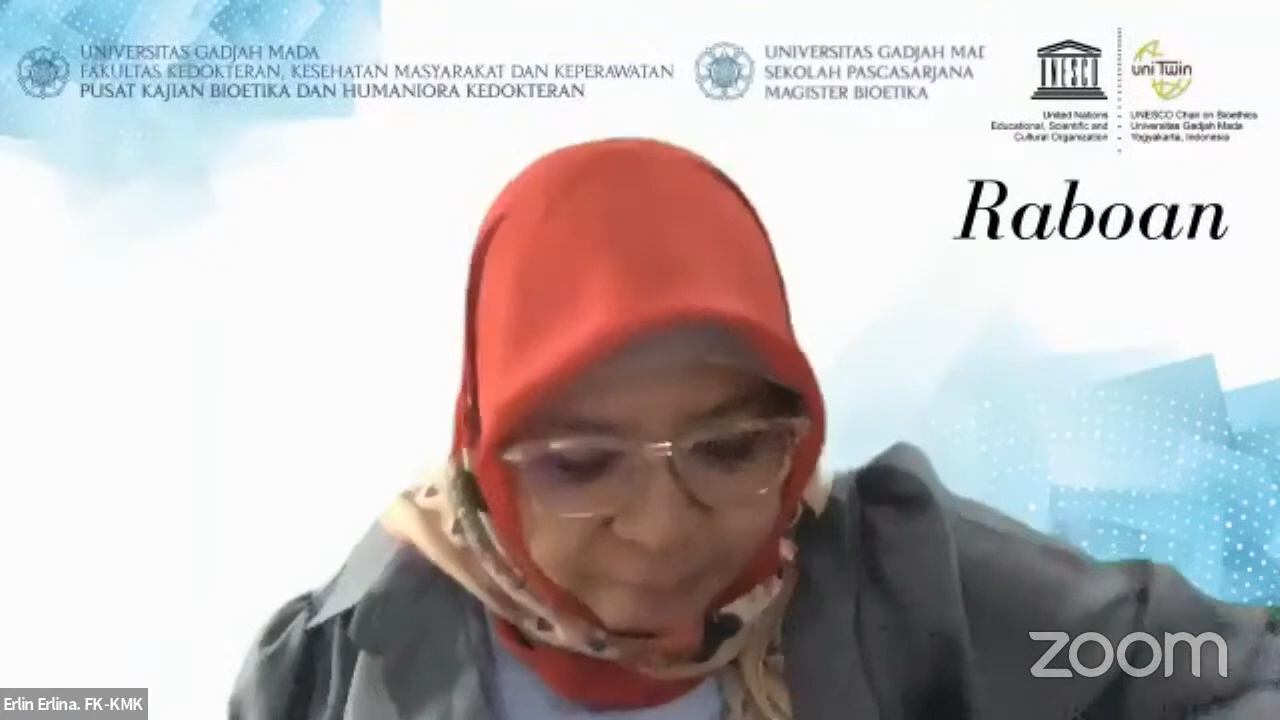 UNIVERSITAS GADJAH MADA
FAKULTAS KEDOKTERAN, KESEHATAN MASYARAKAT DAN KEPERAWATAN
PUSAT KAJIAN BIOETIKA DAN HUMANIORA KEDOKTERAN
UNIVERSITAS GADJAH MAD
SEKOLAH PASCASARJANA
MAGISTER BIOETIKA
UNESCO
United Nations
Educational, Scientific and
Cultural Organization
uni Twin
UNESCO Chair on Bioethics
Universitas Gadjah Mada
Yogyakarta, Indonesia
Raboan
zoom
Erlin Erlina. FK-KMK